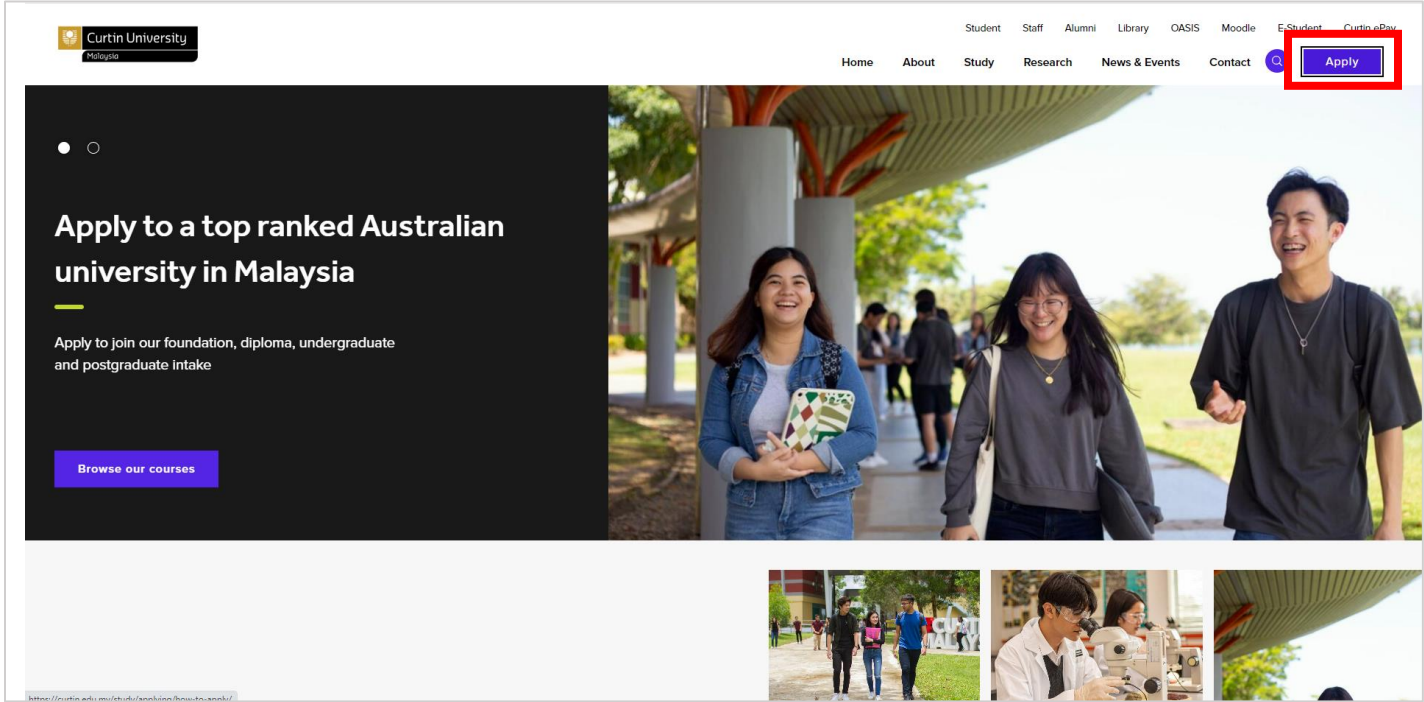 Curtin University
Malaysia
Student Staff Alumni Library OASIS Moodle E-Student Curtin ePay
Home About Study Research News & Events Contact Apply
Apply to a top ranked Australian
university in Malaysia
Apply to join our foundation, diploma, undergraduate
and postgraduate intake
Browse our courses
https://curtin.edu.my/study/applying/how-to-apply/